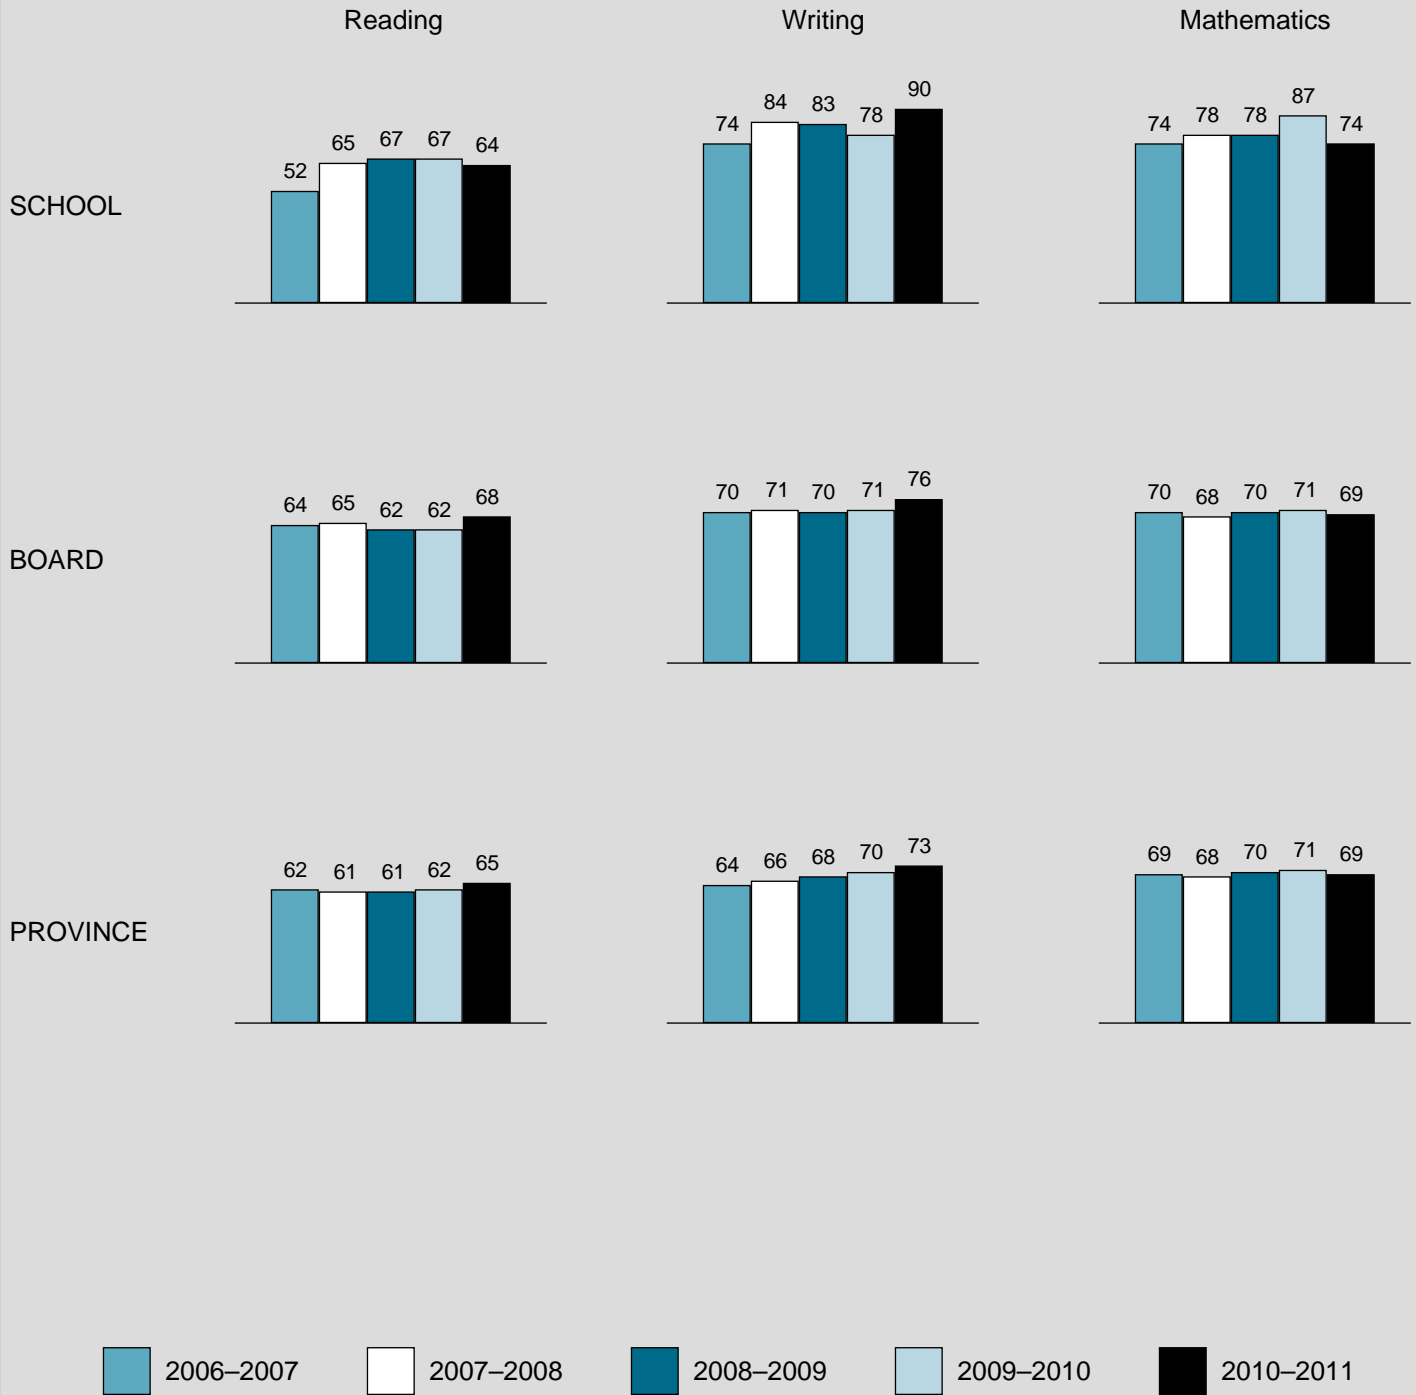 Reading Writing Mathematics
SCHOOL
52 65 67 67 64
74 84 83 78 90
74 78 78 87 74
BOARD
64 65 62 62 68
70 71 70 71 76
70 68 70 71 69
PROVINCE
62 61 61 62 65
64 66 68 70 73
69 68 70 71 69
2006–2007 2007–2008 2008–2009 2009–2010 2010–2011